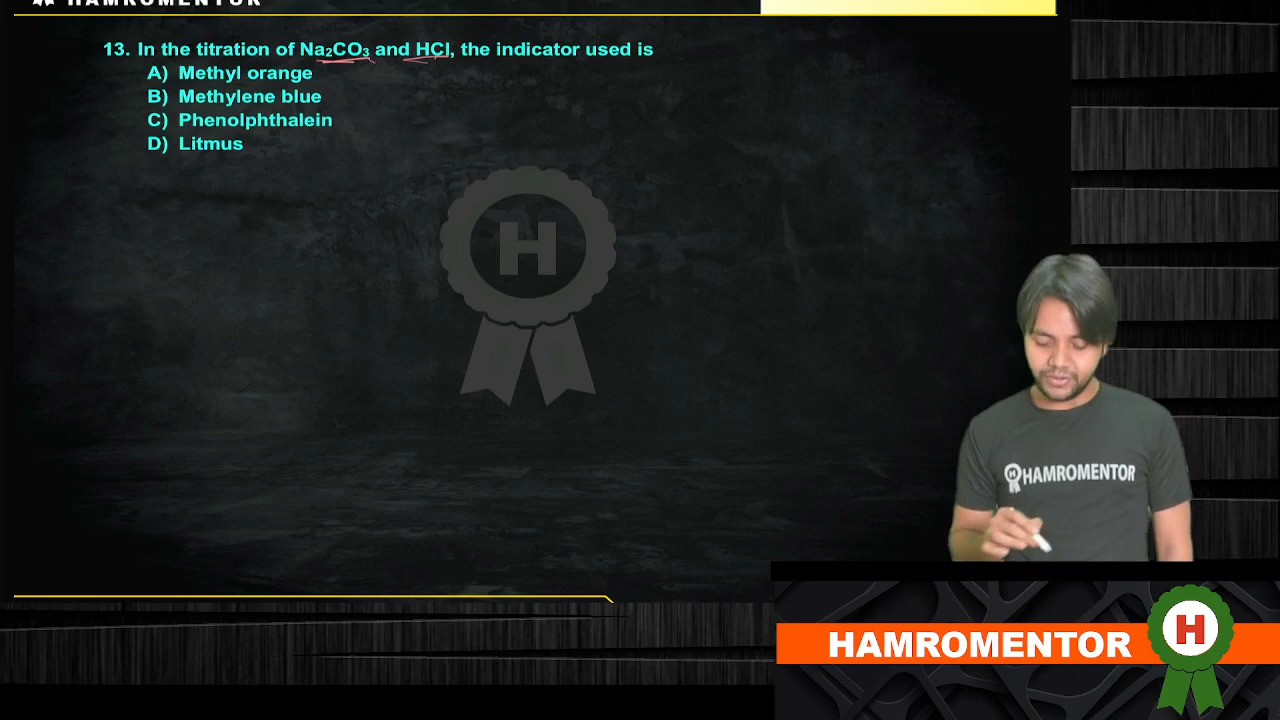 HAMROMENTOR
13. In the titration of Na₂CO₃ and HCl, the indicator used is
A) Methyl orange
B) Methylene blue
C) Phenolphthalein
D) Litmus
H
HHAMROMENTOR
HAMROMENTOR H